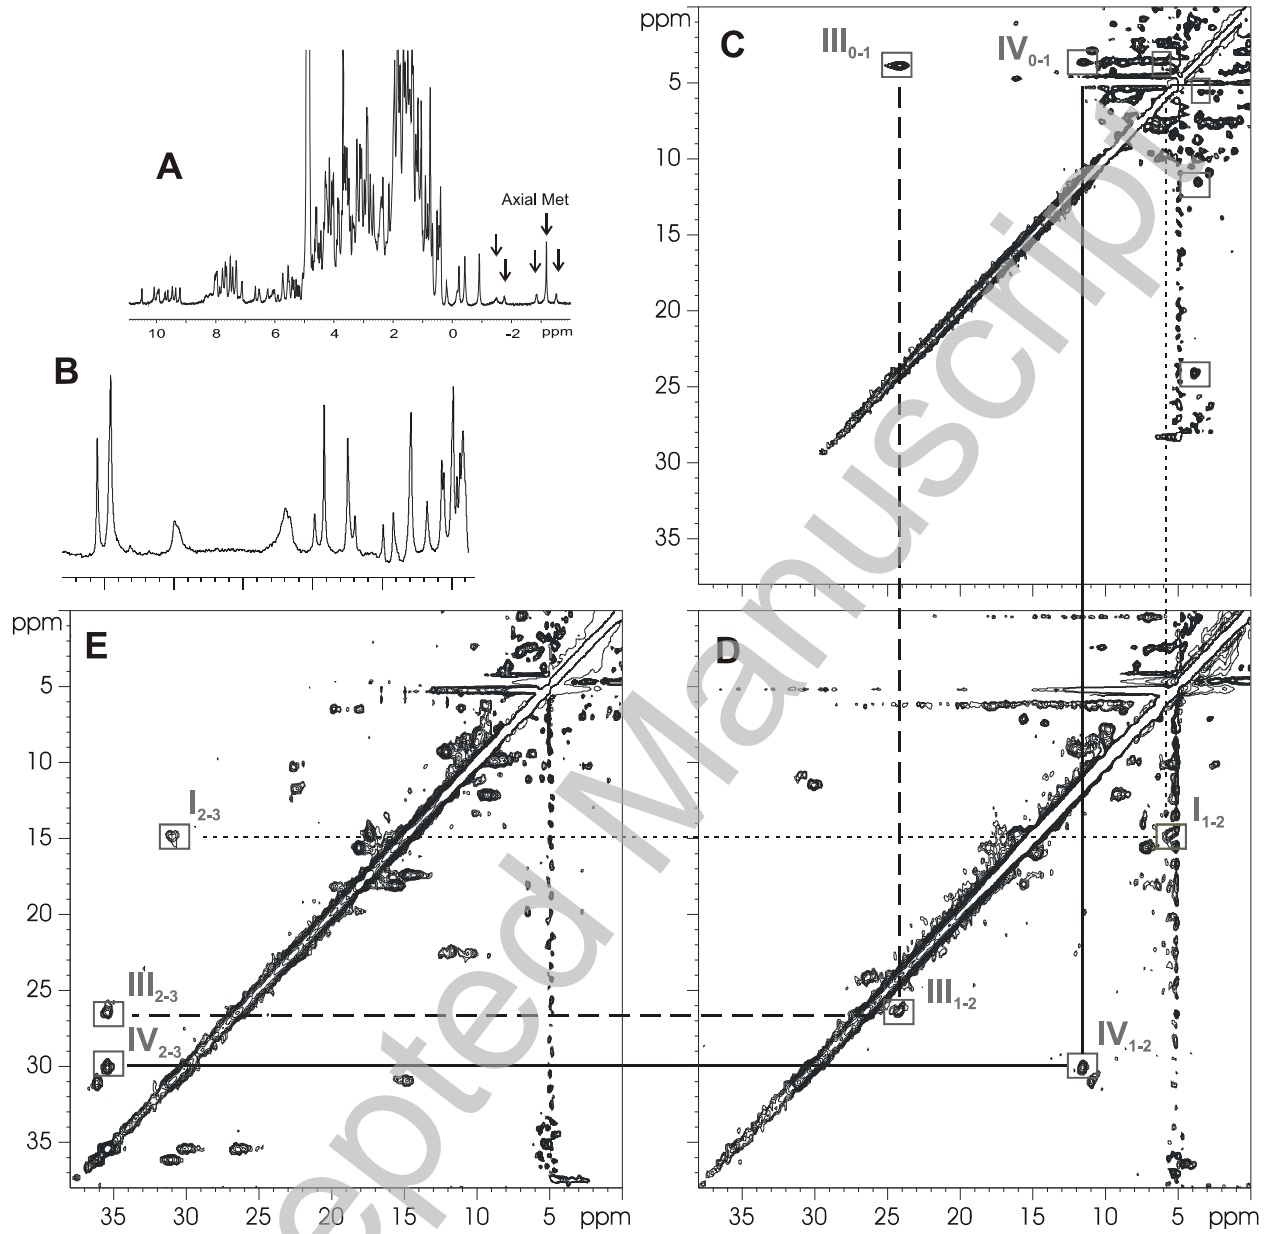 A
Axial Met
10 8 6 4 2 0 -2 ppm
B
ppm
C
III0-1
IV0-1
5
10
15
20
25
30
35
ppm
E
5
10
I2-3
15
20
25
III2-3
IV2-3
30
35
35 30 25 20 15 10 5 ppm
D
I1-2
III1-2
IV1-2
35 30 25 20 15 10 5 ppm
epted Manuscript